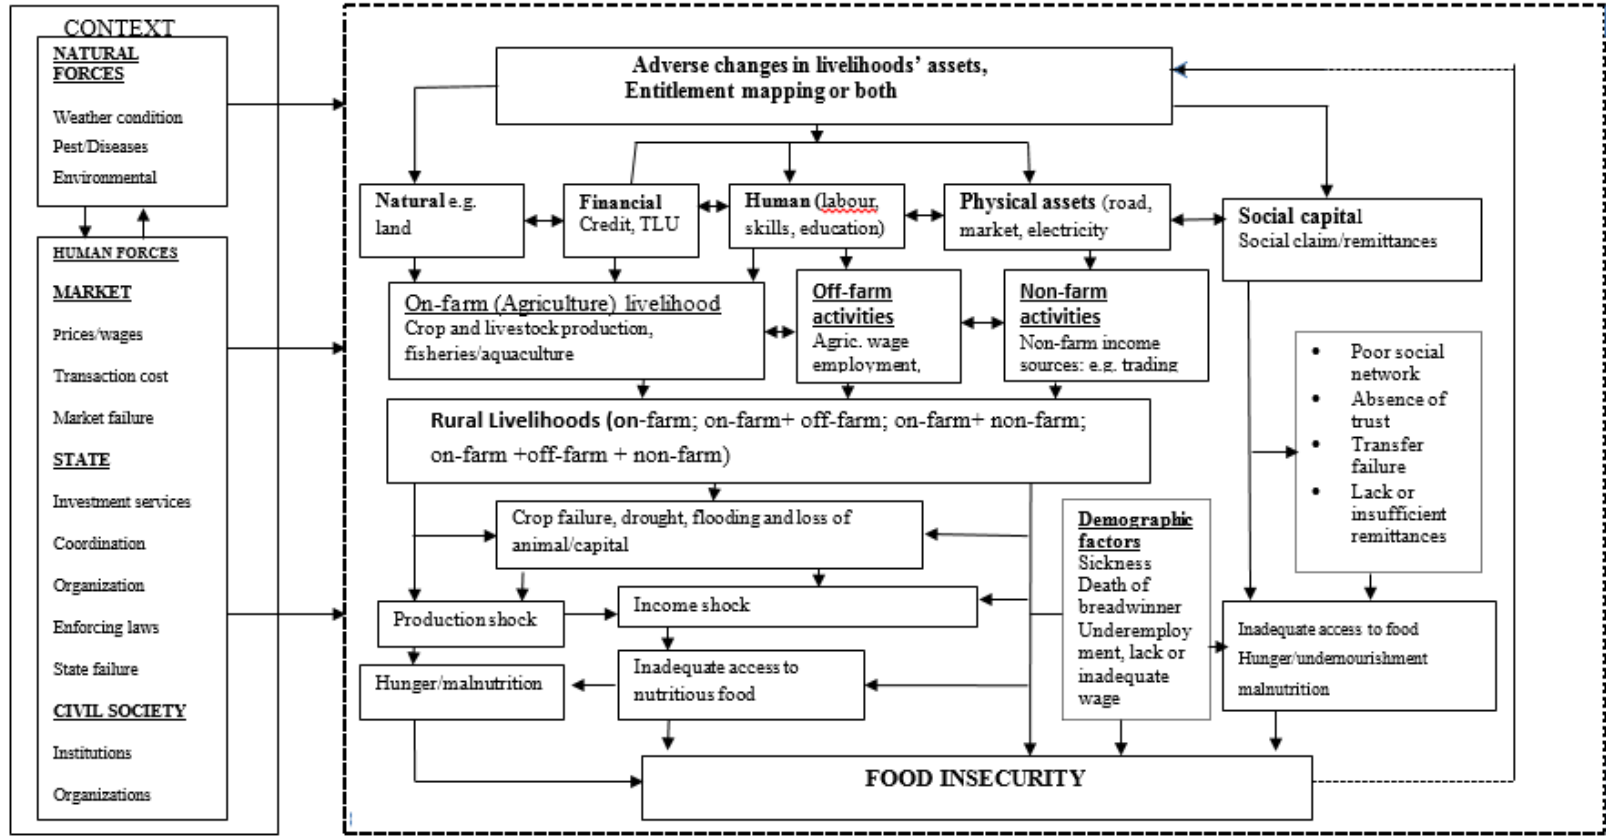 CONTEXT
NATURAL
FORCES
Weather condition
Pest/Diseases
Environmental
HUMAN FORCES
MARKET
Prices/wages
Transaction cost
Market failure
STATE
Investment services
Coordination
Organization
Enforcing laws
State failure
CIVIL SOCIETY
Institutions
Organizations
Adverse changes in livelihoods’ assets,
Entitlement mapping or both
Natural e.g.
land
Financial
Credit, TLU
Human (labour,
skills, education)
Physical assets (road,
market, electricity
Social capital
Social claim/remittances
On-farm (Agriculture) livelihood
Crop and livestock production,
fisheries/aquaculture
Off-farm
activities
Agric. wage
employment,
Non-farm
activities
Non-farm income
sources: e.g. trading
Rural Livelihoods (on-farm; on-farm+ off-farm; on-farm+ non-farm;
on-farm +off-farm + non-farm)
• Poor social
network
• Absence of
trust
• Transfer
failure
• Lack or
insufficient
remittances
Crop failure, drought, flooding and loss of
animal/capital
Demographic
factors
Sickness
Death of
breadwinner
Underemploy
ment, lack or
inadequate
wage
Production shock
Income shock
Hunger/malnutrition
Inadequate access to
nutritious food
Inadequate access to food
Hunger/undernourishment
malnutrition
FOOD INSECURITY